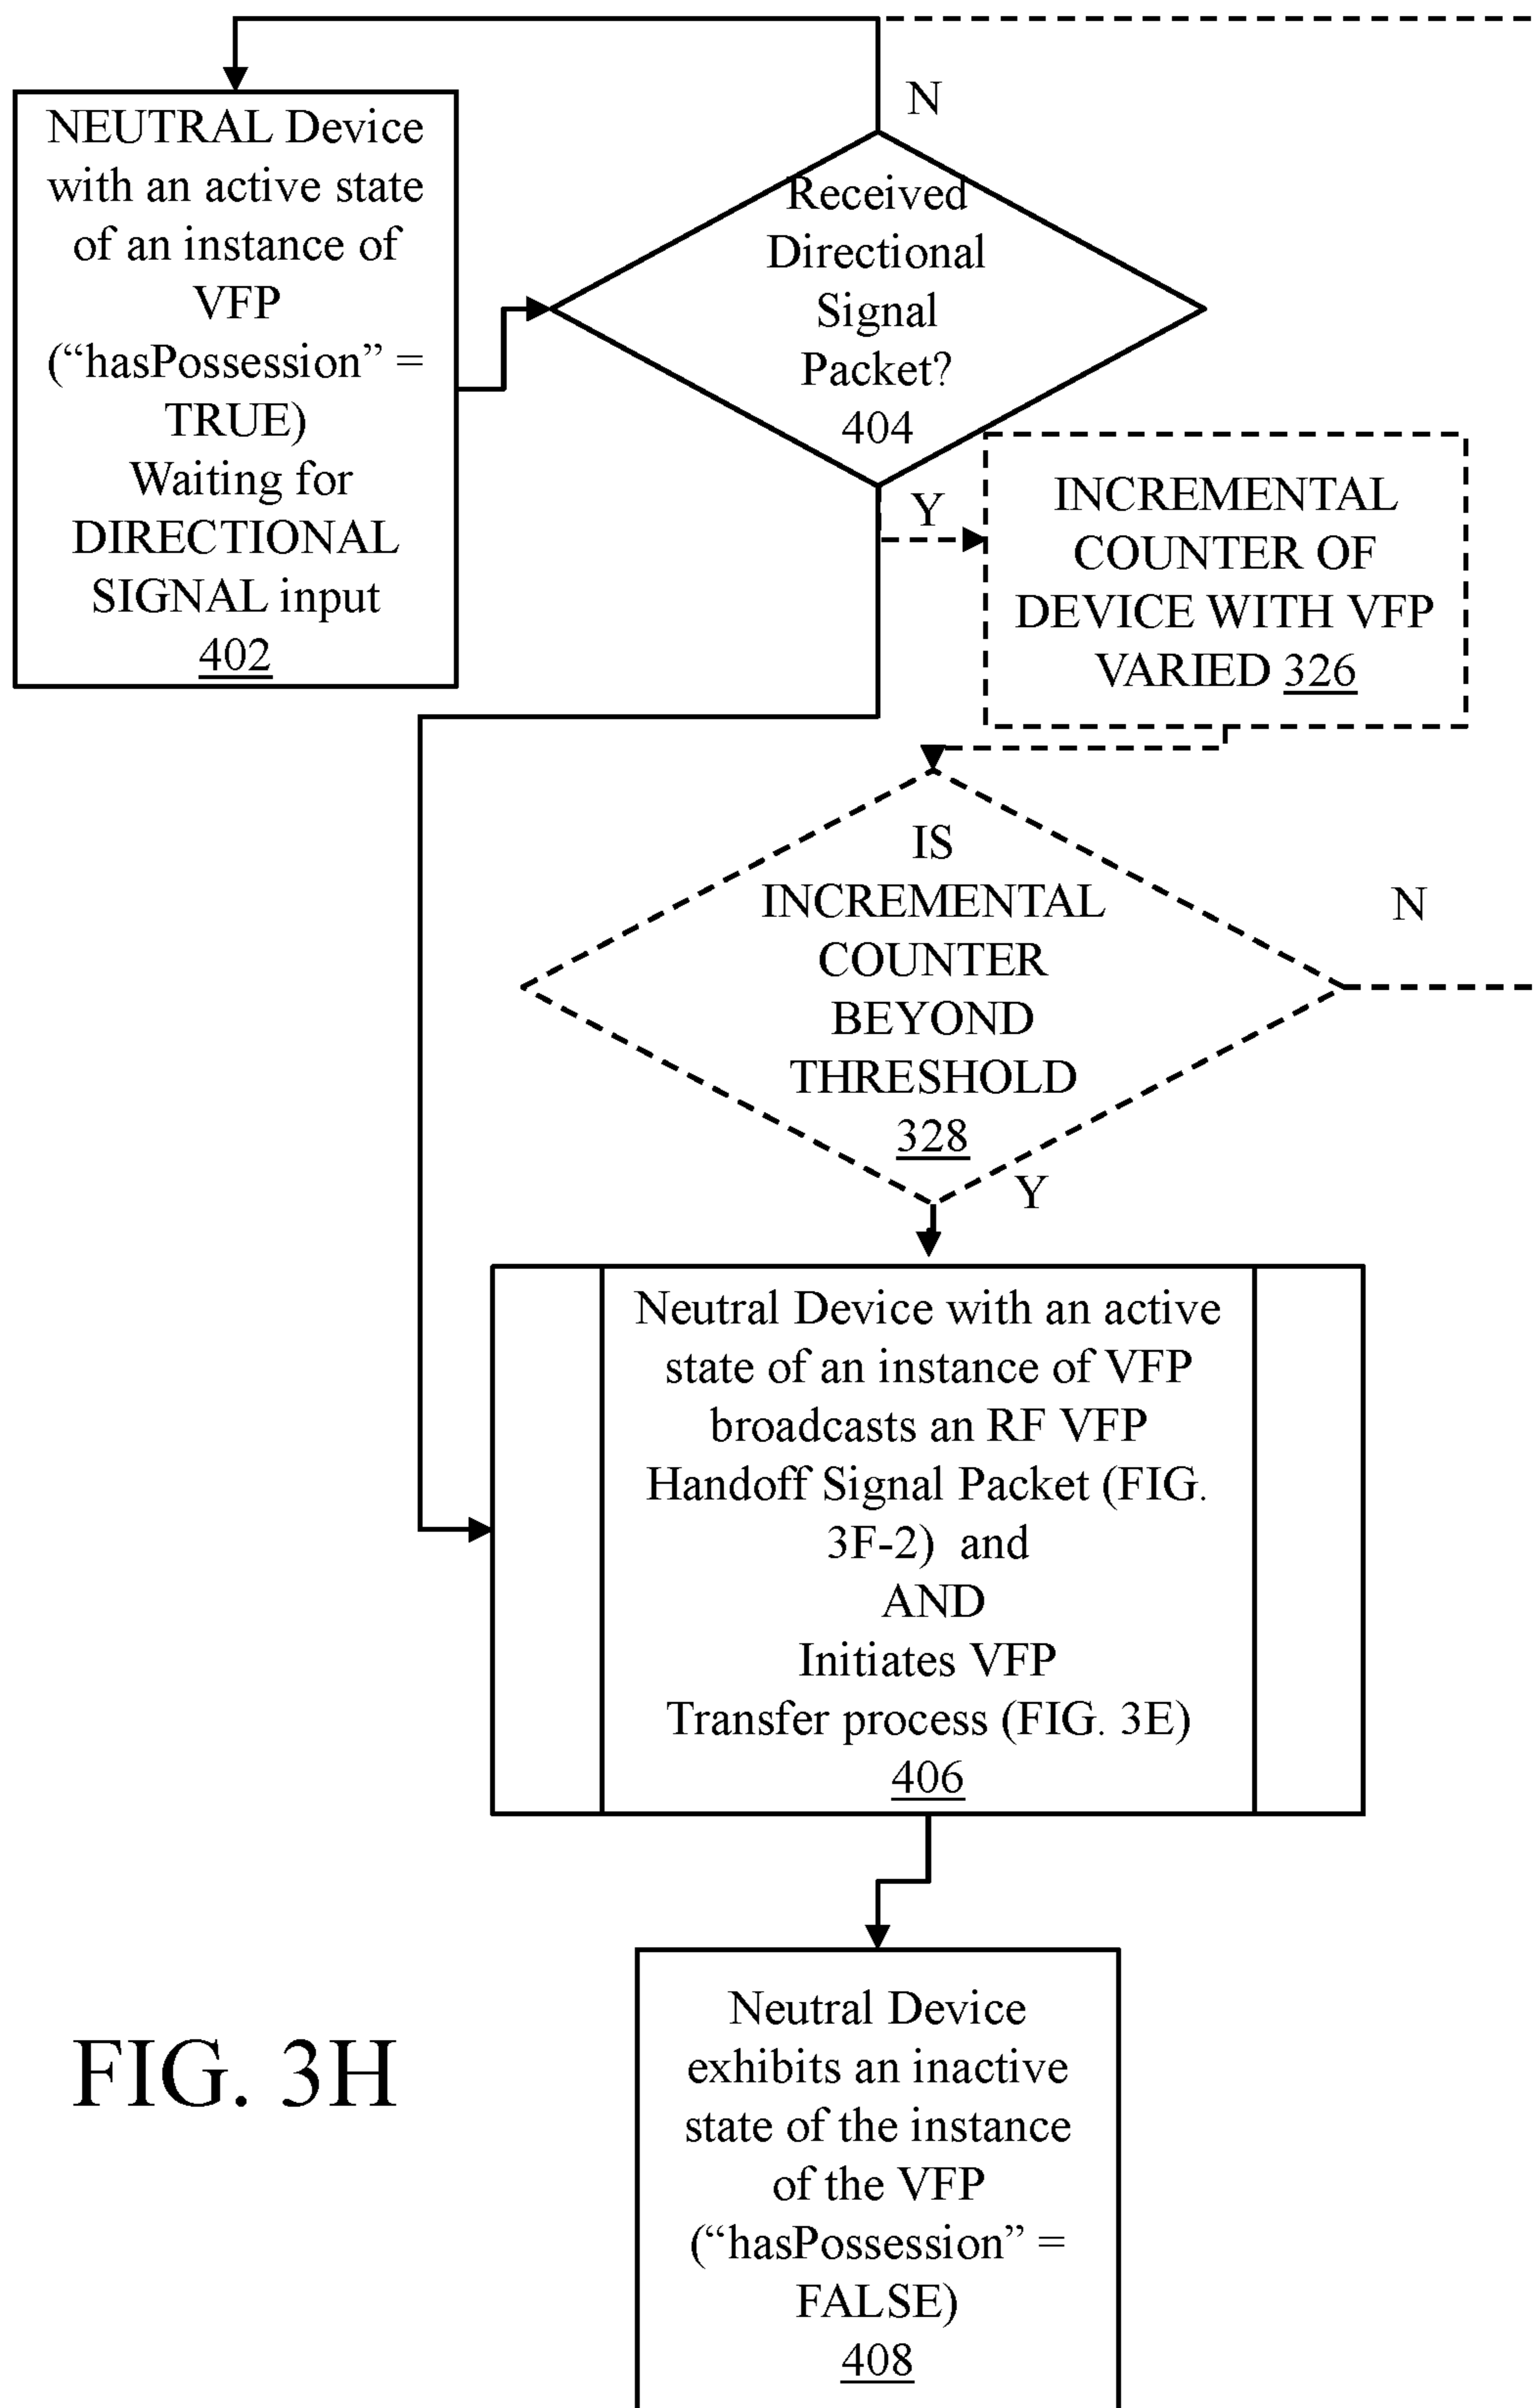 NEUTRAL Device
with an active state
of an instance of
VFP
(“hasPossession” =
TRUE)
Waiting for
DIRECTIONAL
SIGNAL input
402
N
Received
Directional
Signal
Packet?
404
Y
INCREMENTAL
COUNTER OF
DEVICE WITH VFP
VARIED 326
IS
INCREMENTAL
COUNTER
BEYOND
THRESHOLD
328
N
Y
Neutral Device with an active
state of an instance of VFP
broadcasts an RF VFP
Handoff Signal Packet (FIG.
3F-2) and
AND
Initiates VFP
Transfer process (FIG. 3E)
406
Neutral Device
exhibits an inactive
state of the instance
of the VFP
(“hasPossession” =
FALSE)
408
FIG. 3H